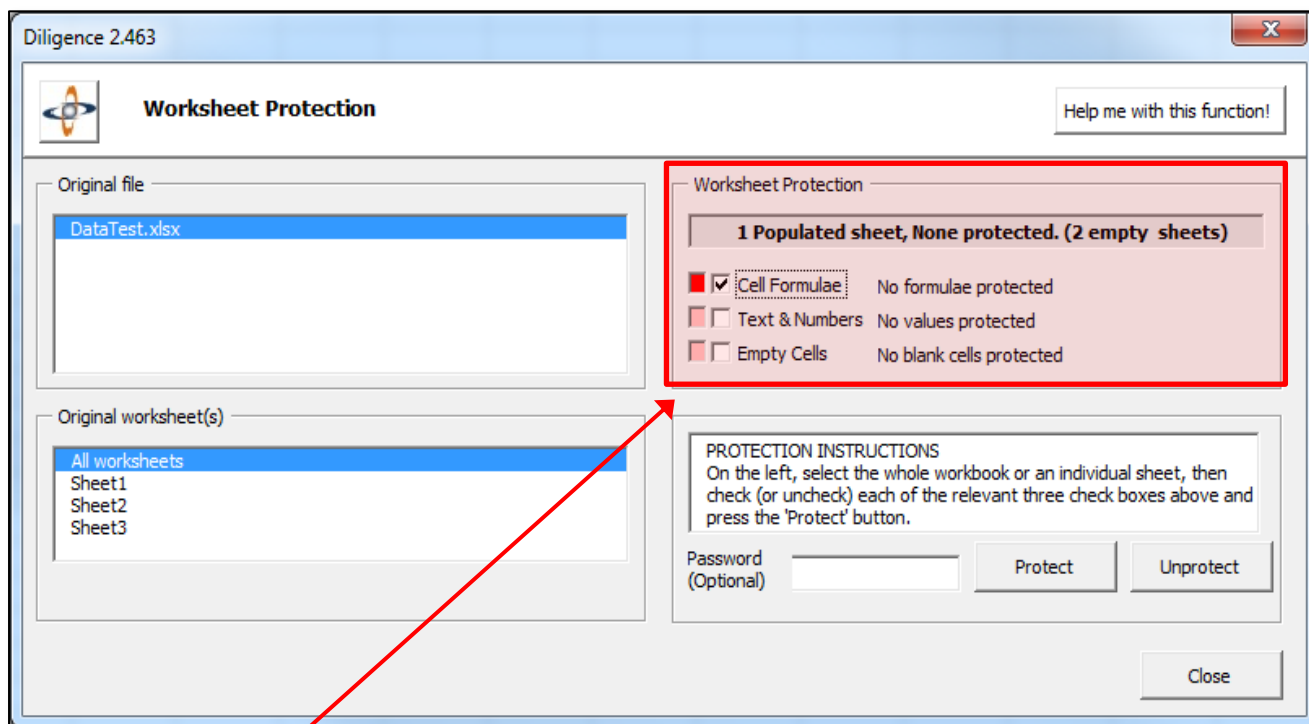 Diligence 2.463
X
Worksheet Protection
Help me with this function!
Original file
DataTest.xlsx
Worksheet Protection
1 Populated sheet, None protected. (2 empty  sheets)
Cell Formulae No formulae protected
Text & Numbers No values protected
Empty Cells No blank cells protected
Original worksheet(s)
All worksheets
Sheet1
Sheet2
Sheet3
PROTECTION INSTRUCTIONS
On the left, select the whole workbook or an individual sheet, then
check (or uncheck) each of the relevant three check boxes above and
press the 'Protect' button.
Password
(Optional)
Protect
Unprotect
Close